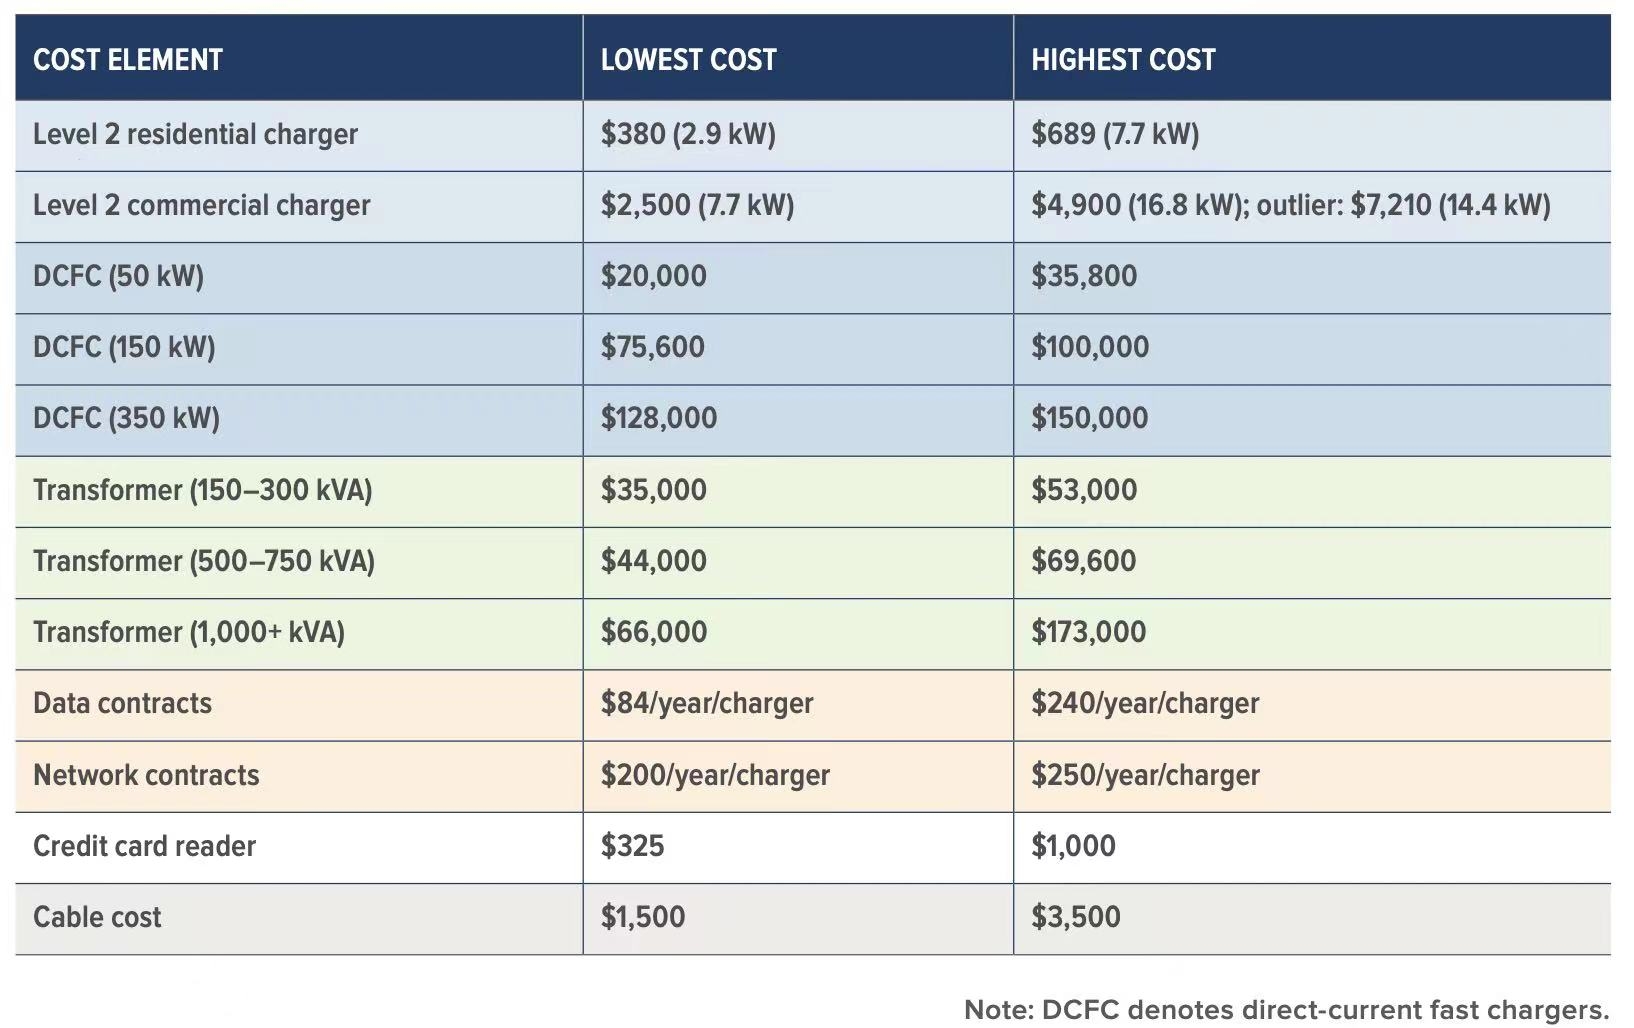 COST ELEMENT LOWEST COST HIGHEST COST
Level 2 residential charger $380 (2.9 kW) $689 (7.7 kW)
Level 2 commercial charger $2,500 (7.7 kW) $4,900 (16.8 kW); outlier: $7,210 (14.4 kW)
DCFC (50 kW) $20,000 $35,800
DCFC (150 kW) $75,600 $100,000
DCFC (350 kW) $128,000 $150,000
Transformer (150–300 kVA) $35,000 $53,000
Transformer (500–750 kVA) $44,000 $69,600
Transformer (1,000+ kVA) $66,000 $173,000
Data contracts $84/year/charger $240/year/charger
Network contracts $200/year/charger $250/year/charger
Credit card reader $325 $1,000
Cable cost $1,500 $3,500
Note: DCFC denotes direct-current fast chargers.